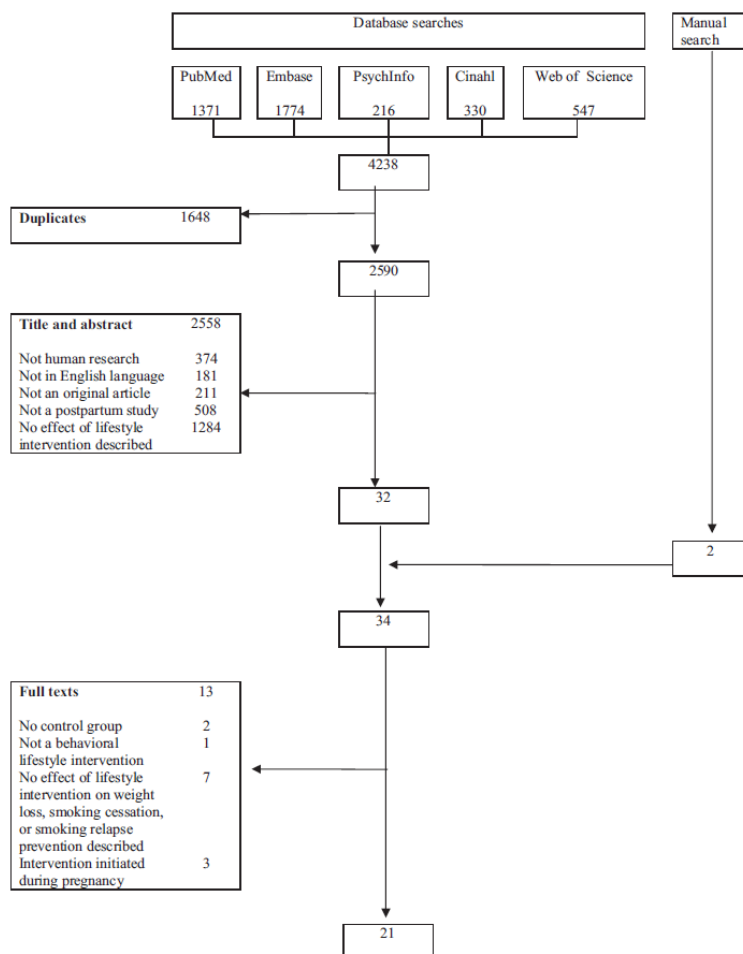 Database searches
Manual
search
PubMed
1371
Embase
1774
PsychInfo
216
Cinahl
330
Web of Science
547
4238
Duplicates 1648
2590
Title and abstract 2558
Not human research 374
Not in English language 181
Not an original article 211
Not a postpartum study 508
No effect of lifestyle 1284
intervention described
32
2
34
Full texts 13
No control group 2
Not a behavioral 1
lifestyle intervention
No effect of lifestyle 7
intervention on weight
loss, smoking cessation,
or smoking relapse
prevention described
Intervention initiated 3
during pregnancy
21